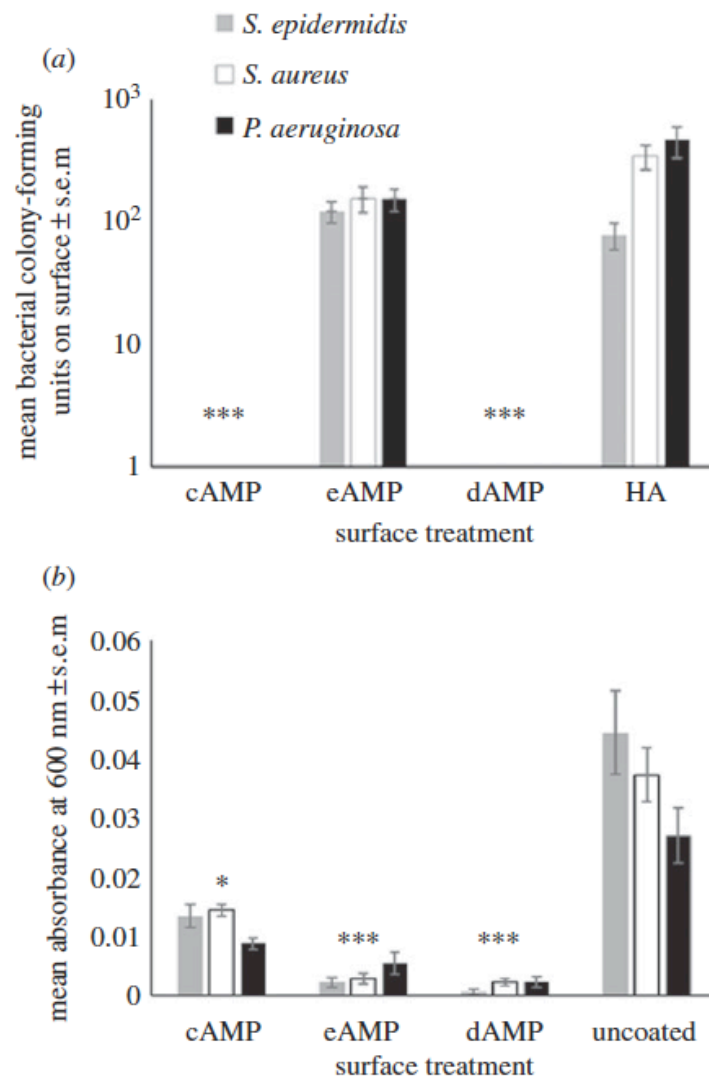 S. epidermidis
(a)
S. aureus
P. aeruginosa
mean bacterial colony-forming
units on surface ± s.e.m
10³
10²
10
1
***
***
cAMP eAMP dAMP HA
surface treatment
(b)
mean absorbance at 600 nm ±s.e.m
0.06
0.05
0.04
0.03
0.02
0.01
0
*
***
***
cAMP eAMP dAMP uncoated
surface treatment